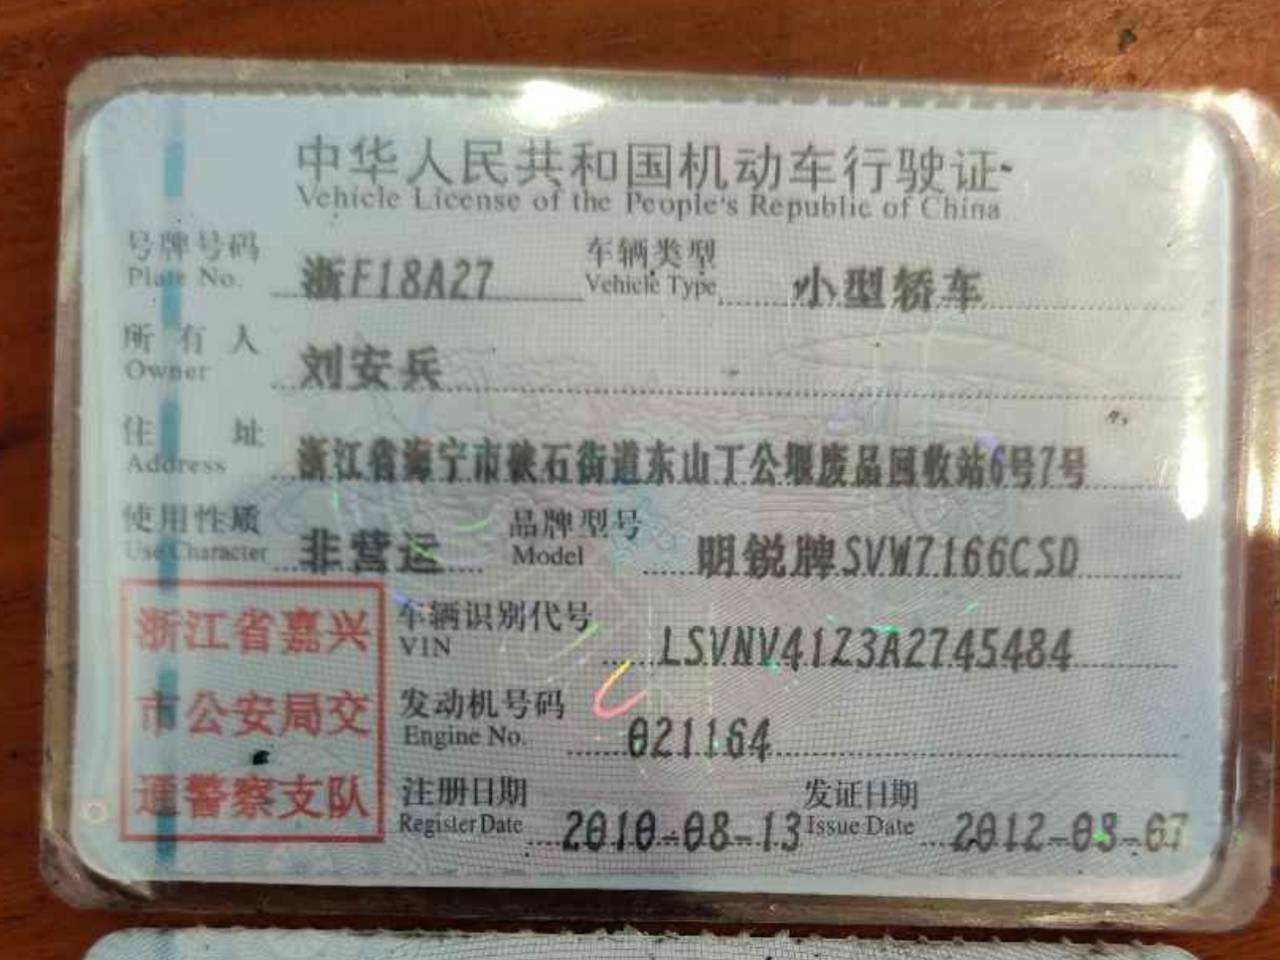 中华人民共和国机动车行驶证
Vehicle License of the People's Republic of China
号牌号码 浙F18A27 车辆类型 小型轿车
Plate No. Vehicle Type
所有人 刘安兵
Owner
住址 浙江省海宁市硖石街道东山丁公堰废品回收站6号7号
Address
使用性质 非营运 品牌型号 明锐牌SVW7166CSD
Use Character Model
车辆识别代号 LSVNV41Z3A2745484
VIN
发动机号码 021164
Engine No.
注册日期 2010-08-13 发证日期 2012-08-07
Register Date Issue Date
浙江省嘉兴
市公安局交
通警察支队